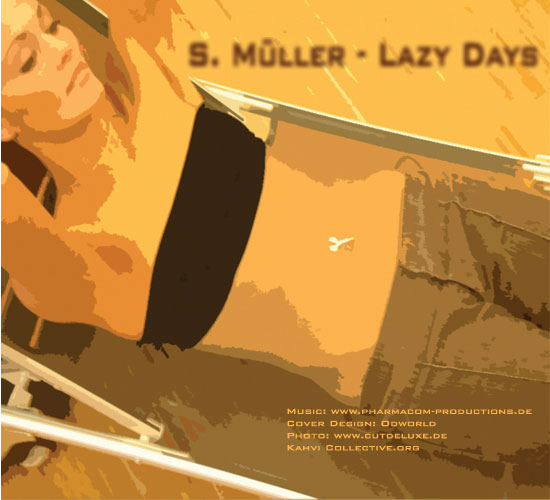 S. Müller - Lazy Days
Music: www.pharmacom-productions.de
Cover Design: Odworld
Photo: www.cutdeluxe.de
Kahvi Collective.org